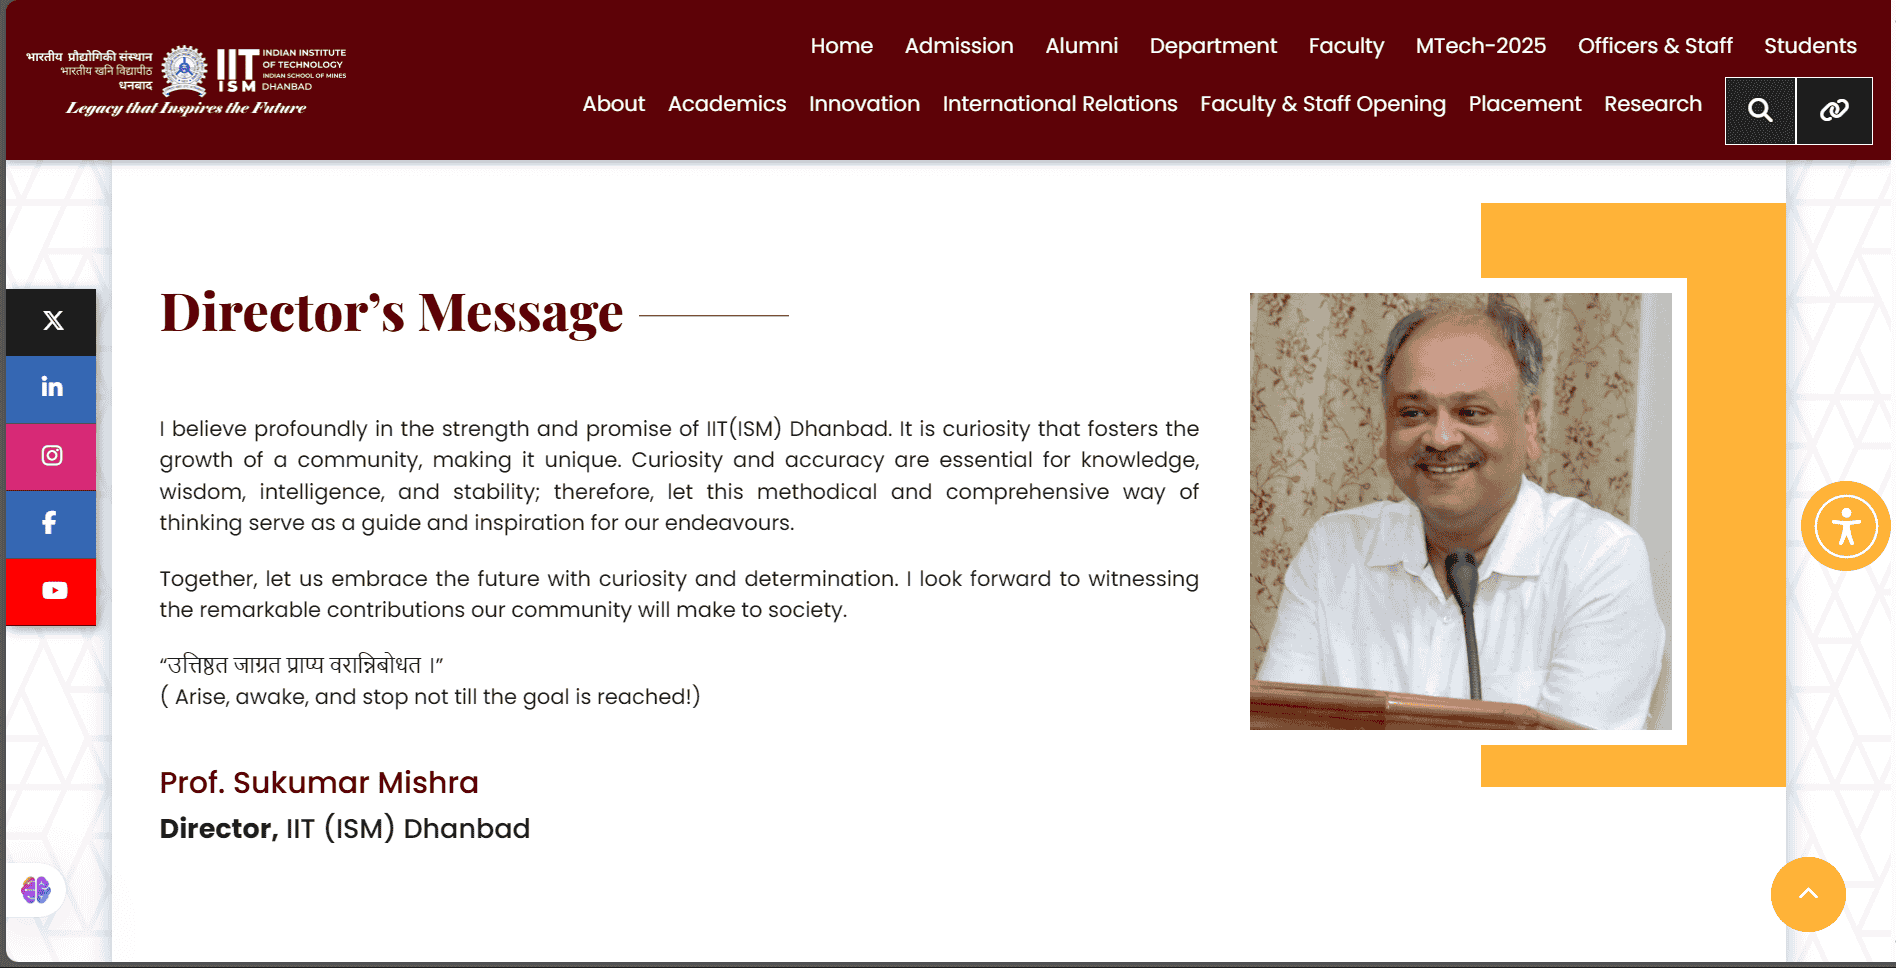 भारतीय प्रौद्योगिकी संस्थान
भारतीय खनि विद्यापीठ
धनबाद
IIT
ISM
INDIAN INSTITUTE
OF TECHNOLOGY
INDIAN SCHOOL OF MINES
DHANBAD
Legacy that Inspires the Future
Home Admission Alumni Department Faculty MTech-2025 Officers & Staff Students
About Academics Innovation International Relations Faculty & Staff Opening Placement Research
Director’s Message
I believe profoundly in the strength and promise of IIT(ISM) Dhanbad. It is curiosity that fosters the
growth of a community, making it unique. Curiosity and accuracy are essential for knowledge,
wisdom, intelligence, and stability; therefore, let this methodical and comprehensive way of
thinking serve as a guide and inspiration for our endeavours.
Together, let us embrace the future with curiosity and determination. I look forward to witnessing
the remarkable contributions our community will make to society.
“उत्तिष्ठत जाग्रत प्राप्य वरान्निबोधत ।”
( Arise, awake, and stop not till the goal is reached!)
Prof. Sukumar Mishra
Director, IIT (ISM) Dhanbad